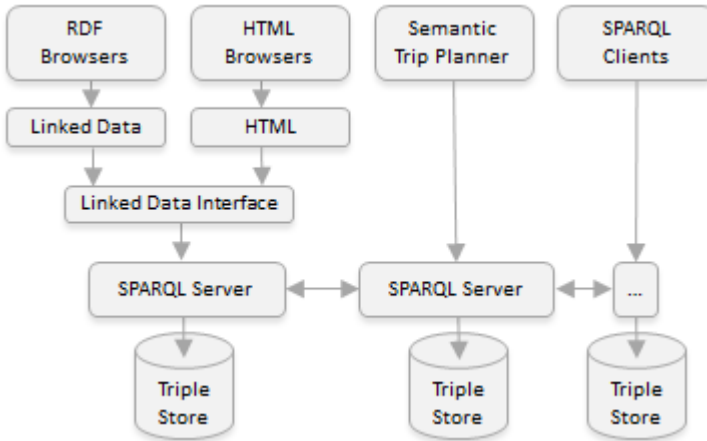 RDF
Browsers
HTML
Browsers
Semantic
Trip Planner
SPARQL
Clients
Linked Data
HTML
Linked Data Interface
SPARQL Server
SPARQL Server
...
Triple
Store
Triple
Store
Triple
Store